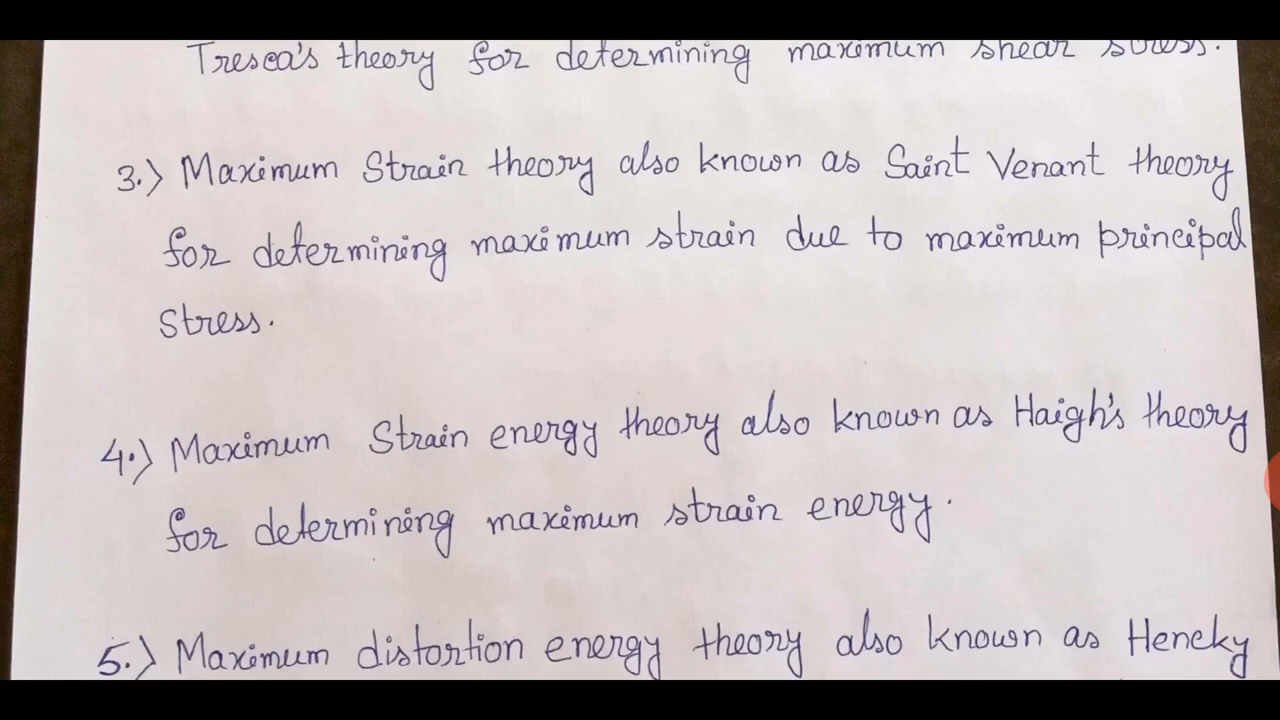 Tresca's theory for determining maximum shear stress.
3.) Maximum Strain theory also known as Saint Venant theory
for determining maximum strain due to maximum principal
stress.
4.) Maximum Strain energy theory also known as Haigh's theory
for determining maximum strain energy.
5.) Maximum distortion energy theory also known as Hencky